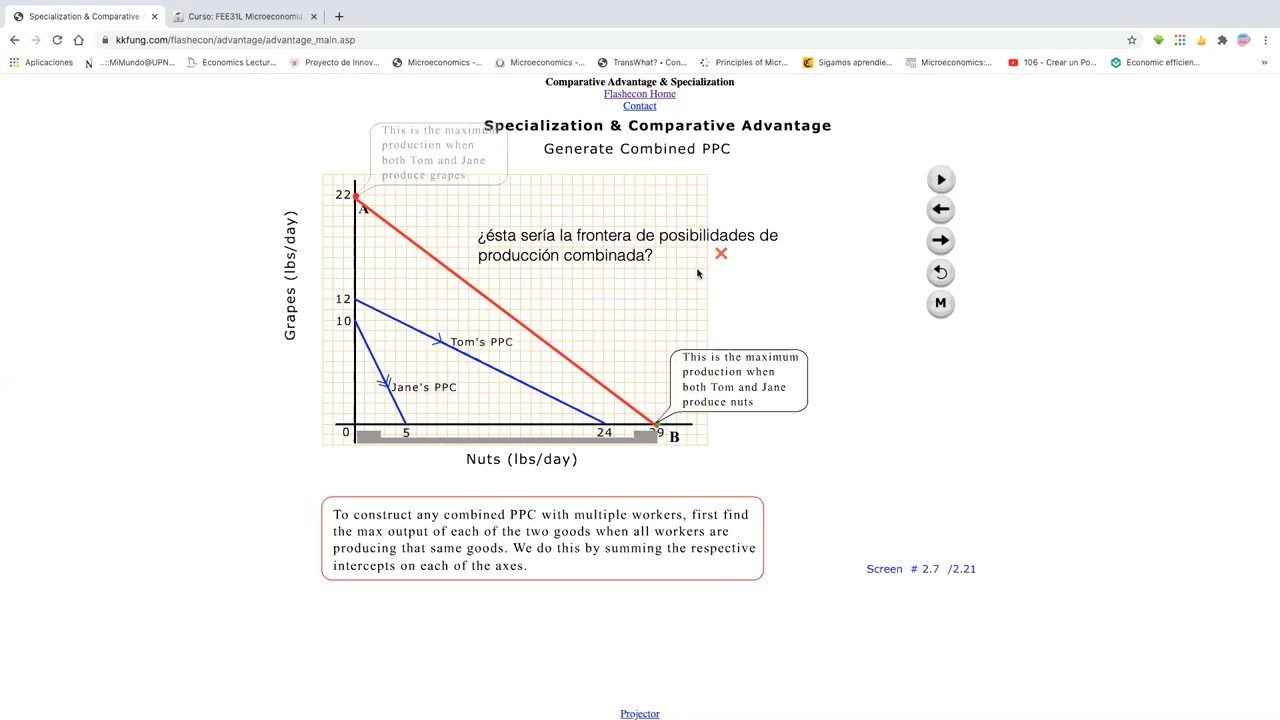 Specialization & Comparative A
Curso: FEE31L Microeconomia
kkfung.com/flashecon/advantage/advantage_main.asp
Aplicaciones
..::MiMundo@UPN...
Economics Lectur...
Proyecto de Innov...
Microeconomics -...
Microeconomics -...
TransWhat? • Con...
Principles of Micr...
Sigamos aprendie...
Microeconomics:...
106 - Crear un Po...
Economic efficien...
»
Comparative Advantage & Specialization
Flashecon Home
Contact
Specialization & Comparative Advantage
Generate Combined PPC
This is the maximum
production when
both Tom and Jane
produce grapes
22
A
¿ésta sería la frontera de posibilidades de
producción combinada?
Grapes (lbs/day)
12
10
Tom's PPC
Jane's PPC
This is the maximum
production when
both Tom and Jane
produce nuts
0
5
24
29
B
Nuts (lbs/day)
M
To construct any combined PPC with multiple workers, first find
the max output of each of the two goods when all workers are
producing that same goods. We do this by summing the respective
intercepts on each of the axes.
Screen # 2.7 /2.21
Projector